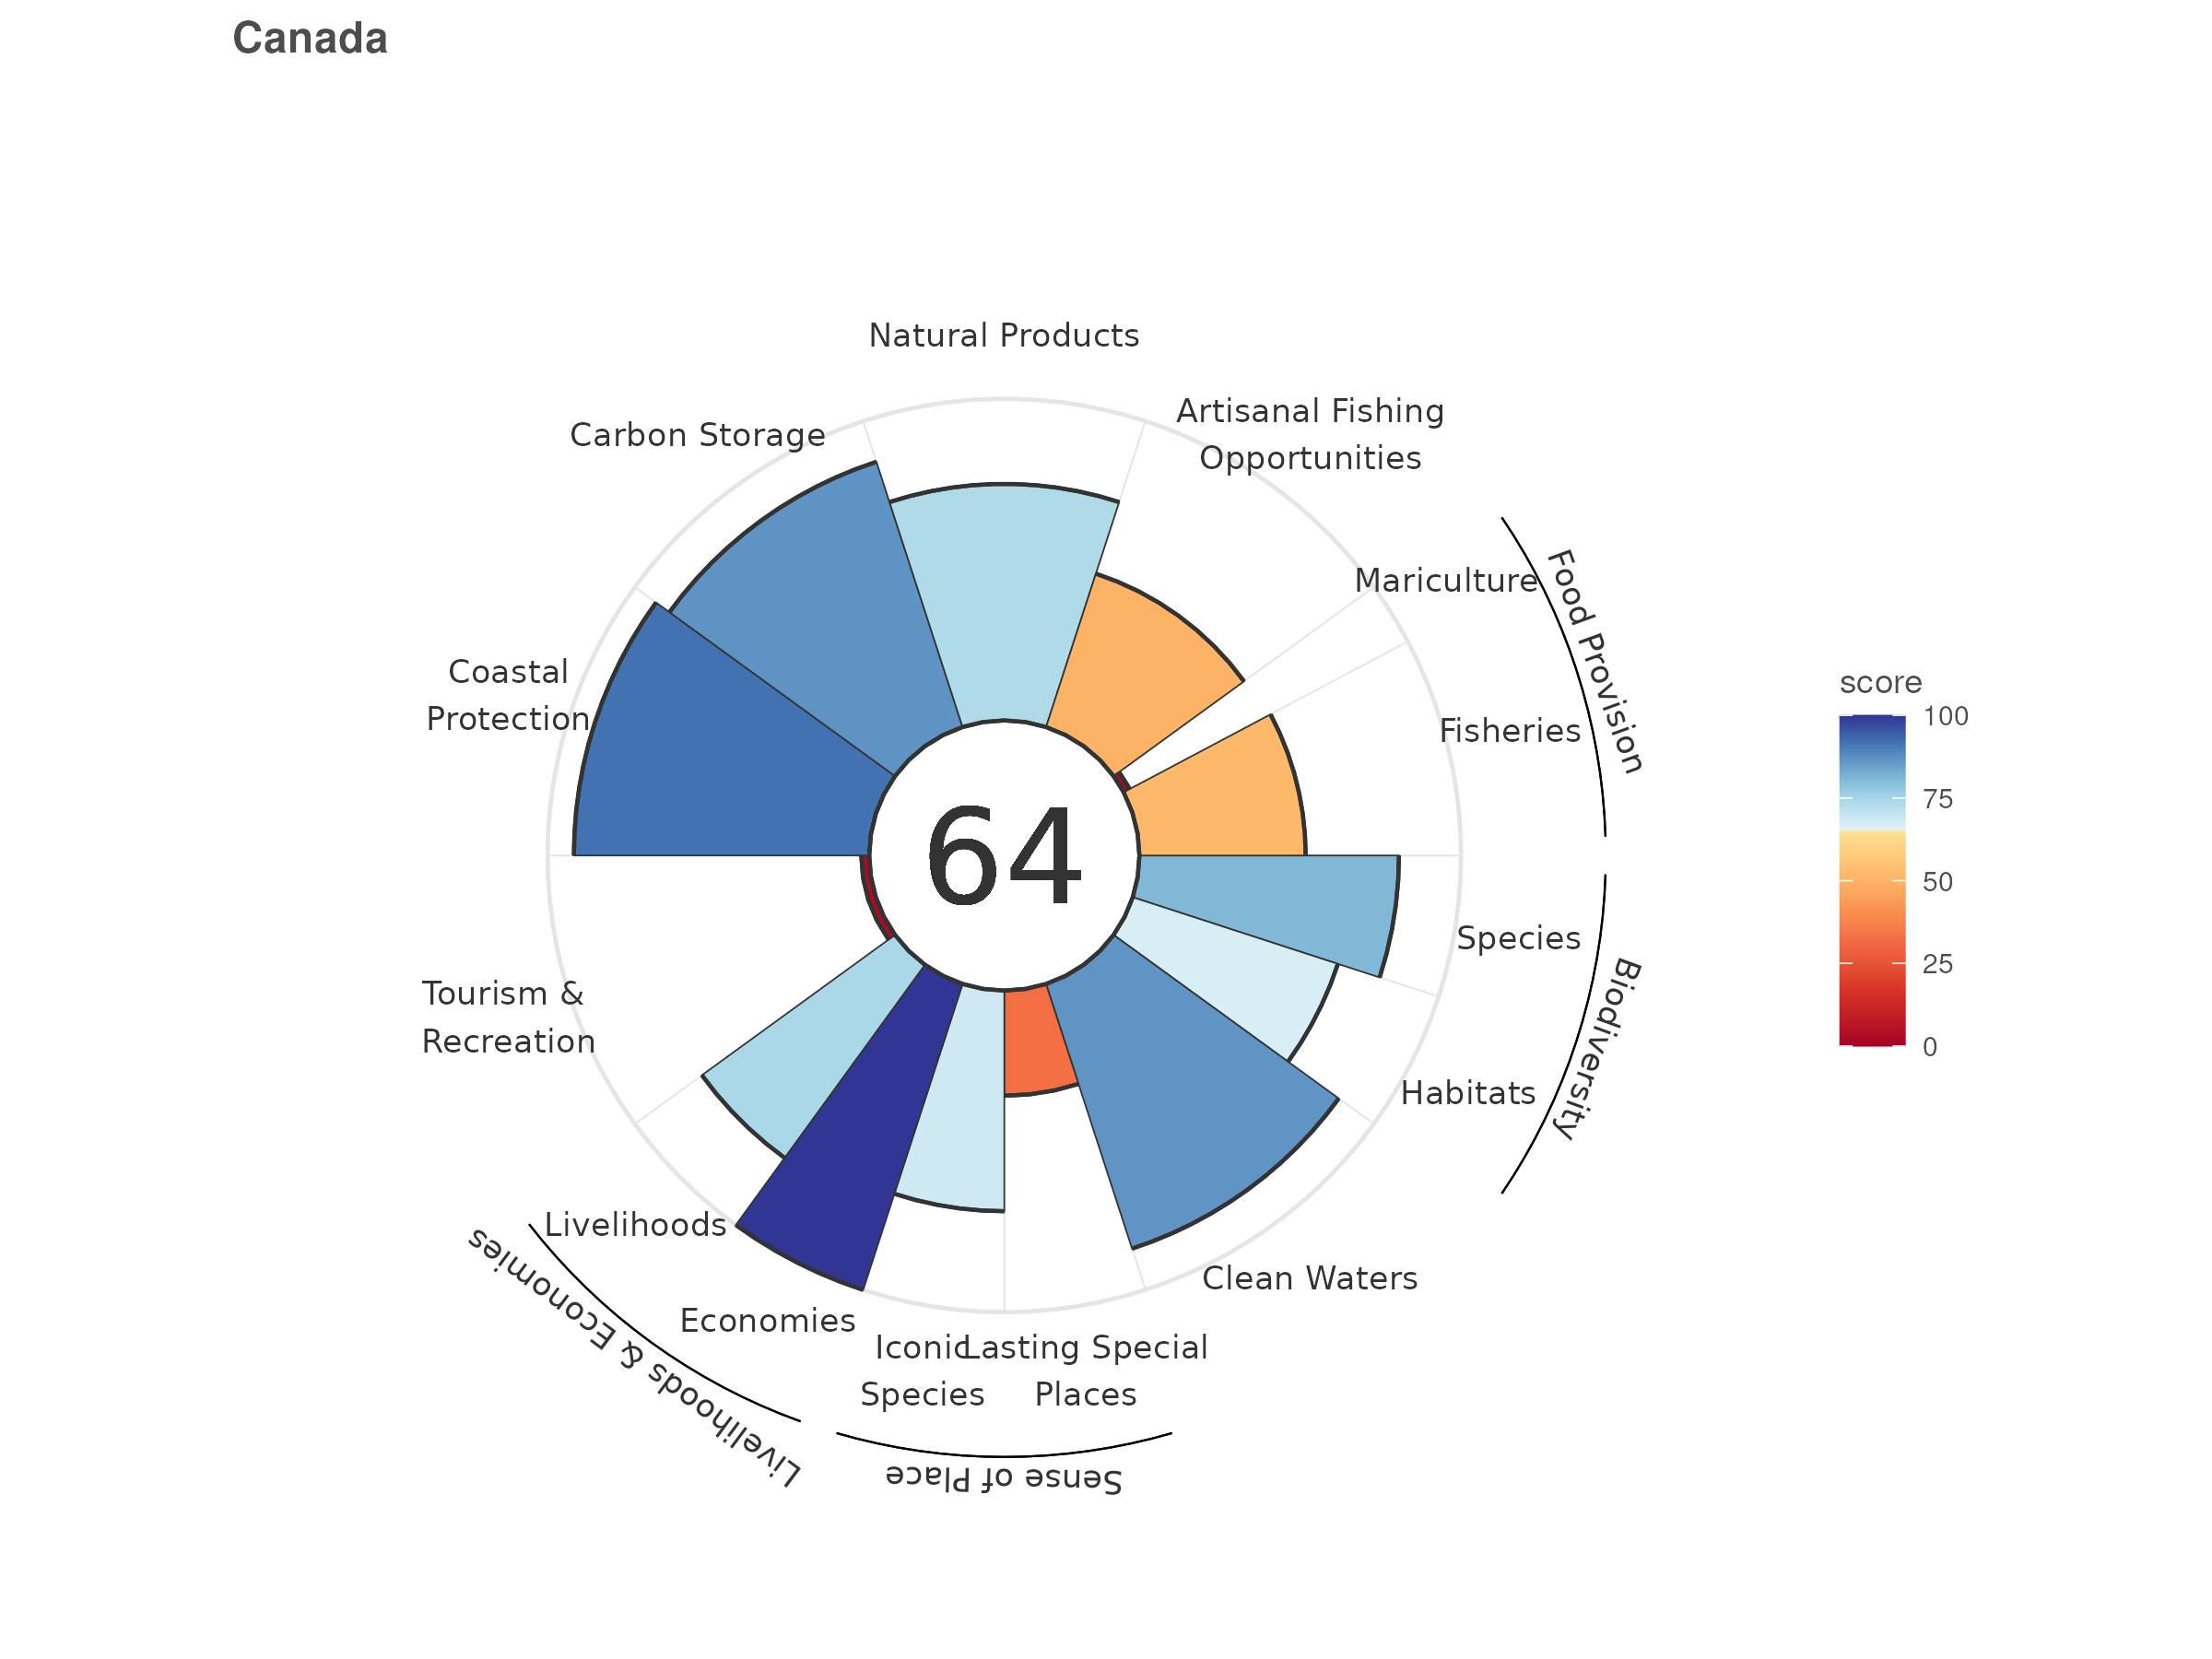 Canada
Natural Products
Artisanal Fishing
Opportunities
Carbon Storage
Mariculture
Food Provision
Coastal
Protection
Fisheries
64
score
100
75
50
25
0
Species
Biodiversity
Tourism &
Recreation
Habitats
Livelihoods
Clean Waters
Livelihoods & Economies
Economies
Iconic
Species
Lasting Special
Places
Sense of Place